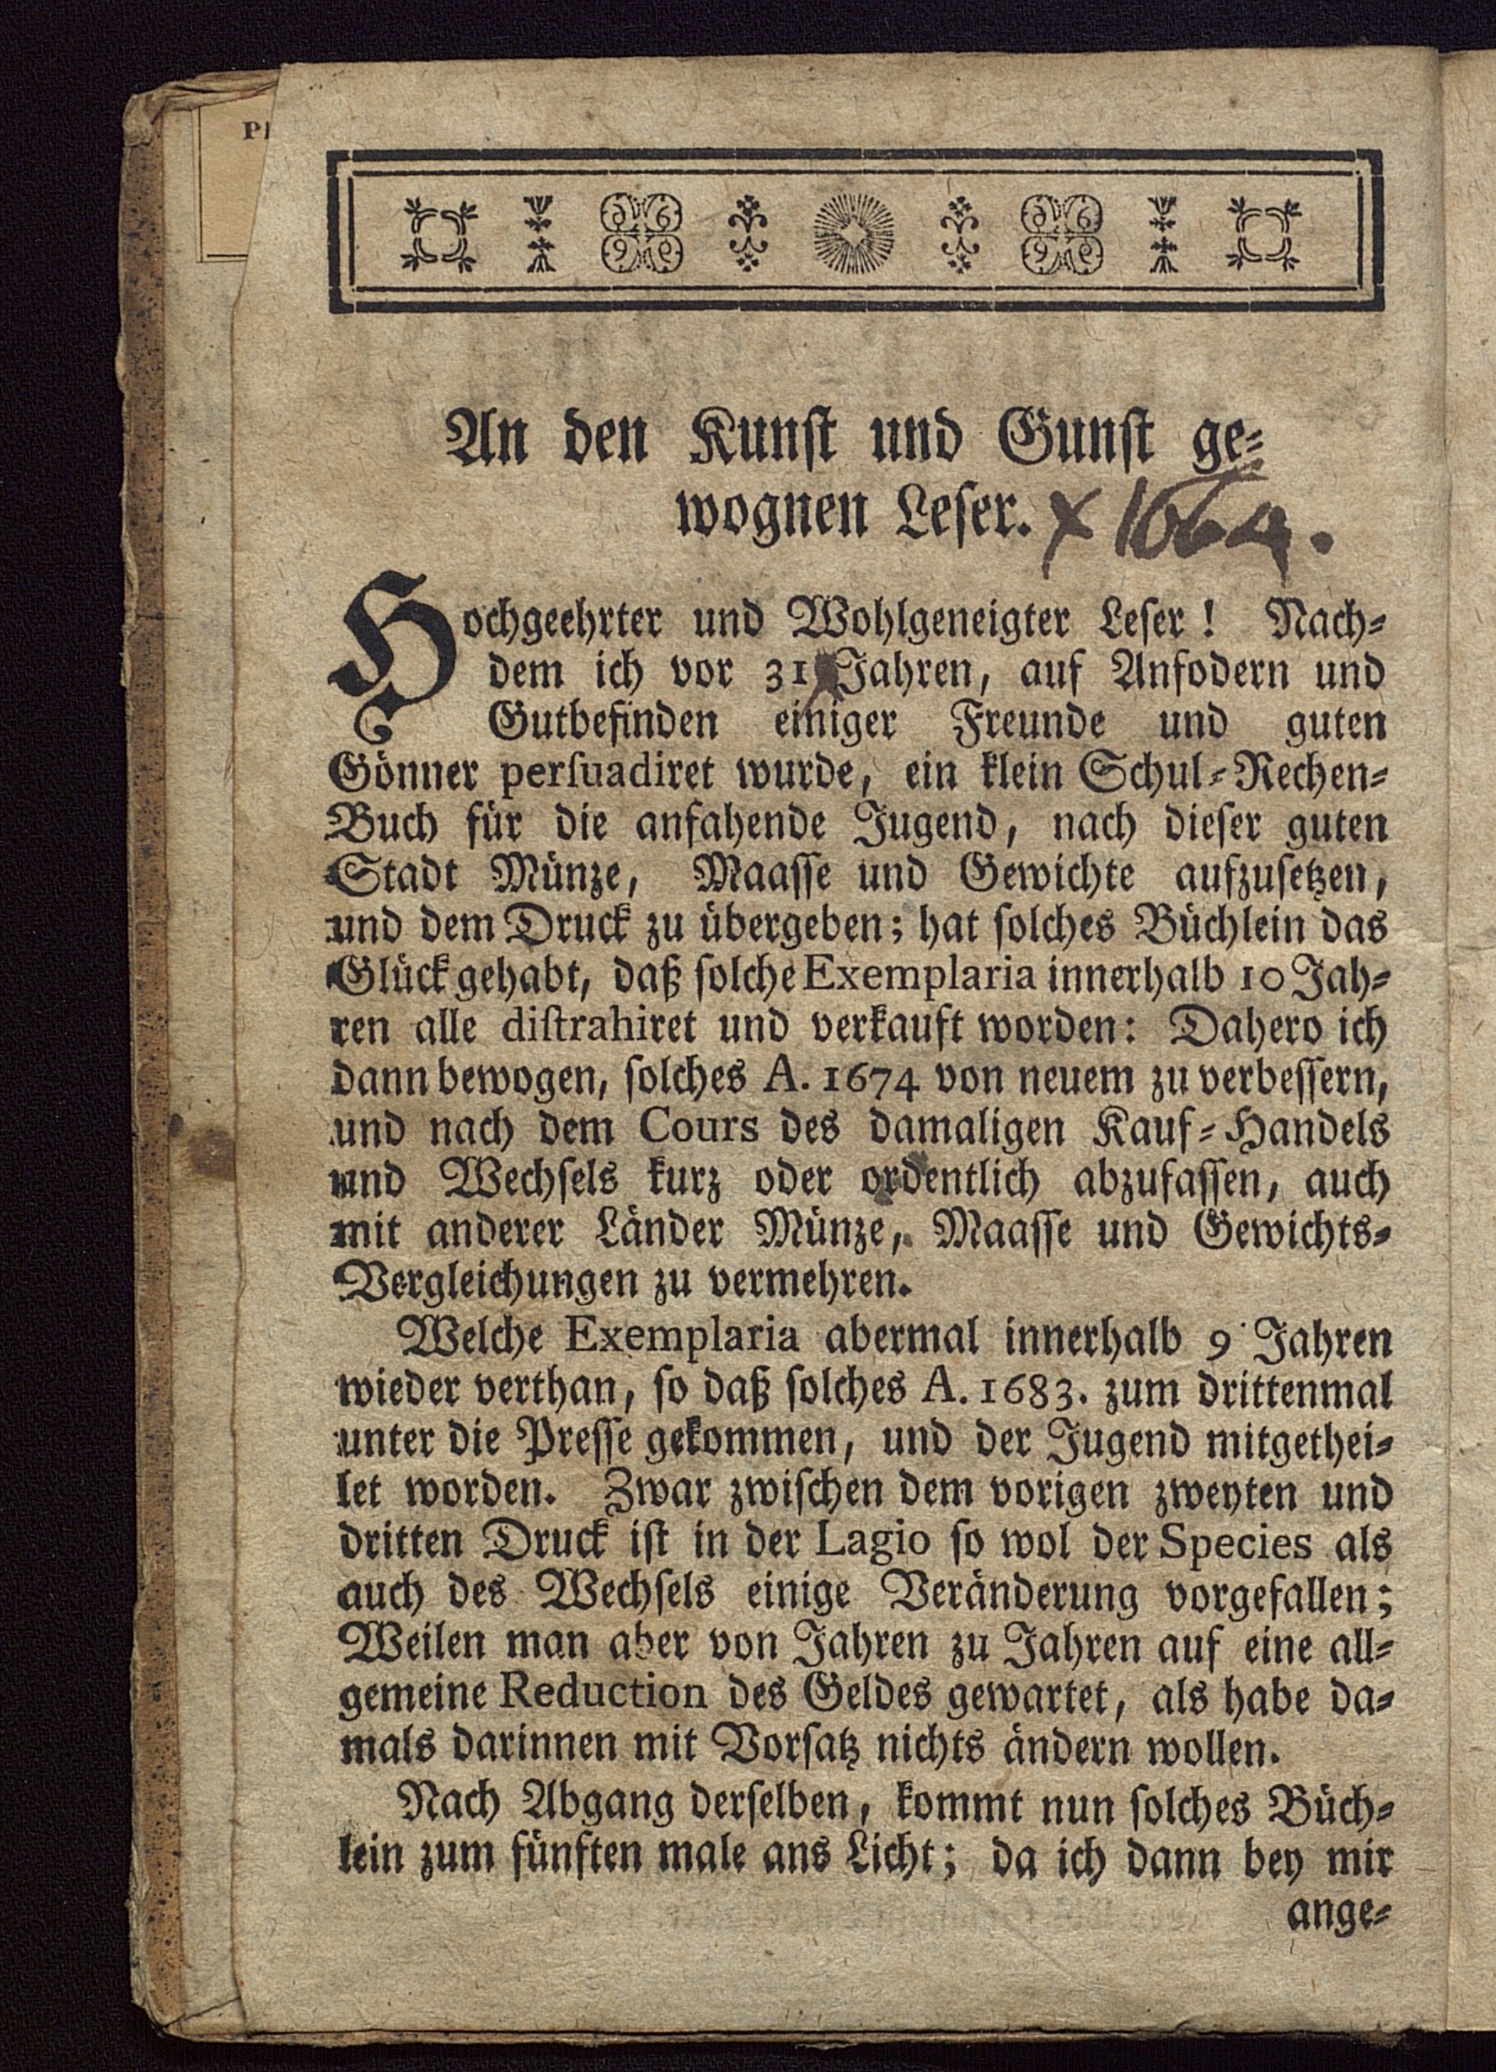 An den Kunſt und Gunſt ge⸗
wognen Leſer. x 1664.
Hochgeehrter und Wohlgeneigter Leſer! Nach⸗
dem ich vor 31 Jahren, auf Anfodern und
Gutbefinden einiger Freunde und guten
Gönner perſuadiret wurde, ein klein Schul⸗Rechen⸗
Buch für die anfahende Jugend, nach dieſer guten
Stadt Münze, Maaſſe und Gewichte aufzuſetzen,
und dem Druck zu übergeben; hat ſolches Büchlein das
Glück gehabt, daß ſolche Exemplaria innerhalb 10 Jah⸗
ren alle diſtrahiret und verkauft worden: Dahero ich
dann bewogen, ſolches A. 1674 von neuem zu verbeſſern,
und nach dem Cours des damaligen Kauf⸗Handels
und Wechſels kurz oder ordentlich abzufaſſen, auch
mit anderer Länder Münze, Maaſſe und Gewichts⸗
Vergleichungen zu vermehren.
Welche Exemplaria abermal innerhalb 9 Jahren
wieder verthan, ſo daß ſolches A. 1683. zum drittenmal
unter die Preſſe gekommen, und der Jugend mitgethei⸗
let worden. Zwar zwiſchen dem vorigen zweyten und
dritten Druck iſt in der Lagio ſo wol der Species als
auch des Wechſels einige Veränderung vorgefallen;
Weilen man aber von Jahren zu Jahren auf eine all⸗
gemeine Reduction des Geldes gewartet, als habe da⸗
mals darinnen mit Vorſatz nichts ändern wollen.
Nach Abgang derſelben, kommt nun ſolches Büch⸗
lein zum fünften male ans Licht; da ich dann bey mir
ange⸗